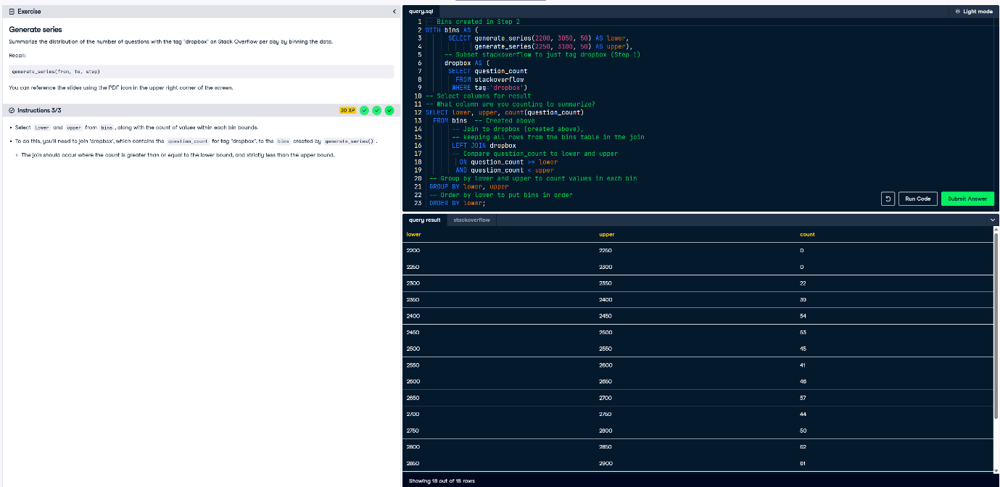 Exercise
Generate series
Summarize the distribution of the number of questions with the tag "dropbox" on Stack Overflow per day by binning the data.
Recall:
generate_series(from, to, step)
You can reference the slides using the PDF icon in the upper right corner of the screen.
Instructions 3/3
30 XP
Select lower and upper from bins, along with the count of values within each bin bounds.
To do this, you'll need to join 'dropbox', which contains the question_count for tag "dropbox", to the bins created by generate_series().
The join should occur where the count is greater than or equal to the lower bound, and strictly less than the upper bound.
query.sql
Light mode
1 -- Bins created in Step 2
2 WITH bins AS (
3 SELECT generate_series(2200, 3050, 50) AS lower,
4 generate_series(2250, 3100, 50) AS upper),
5 -- Subset stackoverflow to just tag dropbox (Step 1)
6 dropbox AS (
7 SELECT question_count
8 FROM stackoverflow
9 WHERE tag='dropbox')
10 -- Select columns for result
11 -- What column are you counting to summarize?
12 SELECT lower, upper, count(question_count)
13 FROM bins -- Created above
14 -- Join to dropbox (created above),
15 -- keeping all rows from the bins table in the join
16 LEFT JOIN dropbox
17 -- Compare question_count to lower and upper
18 ON question_count >= lower
19 AND question_count < upper
20 -- Group by lower and upper to count values in each bin
21 GROUP BY lower, upper
22 -- Order by lower to put bins in order
23 ORDER BY lower;
Run Code
Submit Answer
query result stackoverflow
lower upper count
2200 2250 0
2250 2300 0
2300 2350 22
2350 2400 39
2400 2450 54
2450 2500 53
2500 2550 45
2550 2600 41
2600 2650 46
2650 2700 57
2700 2750 44
2750 2800 50
2800 2850 62
2850 2900 61
Showing 18 out of 18 rows